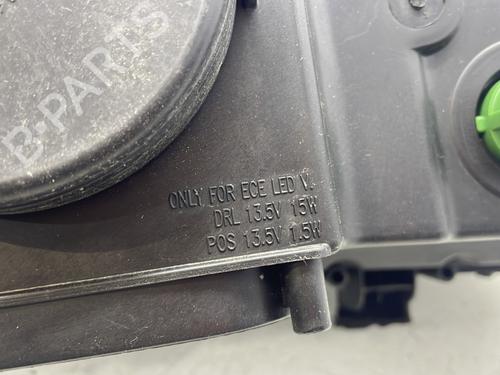 B-PARTS
ONLY FOR ECE LED V.
DRL 13.5V 15W
POS 13.5V 1.5W